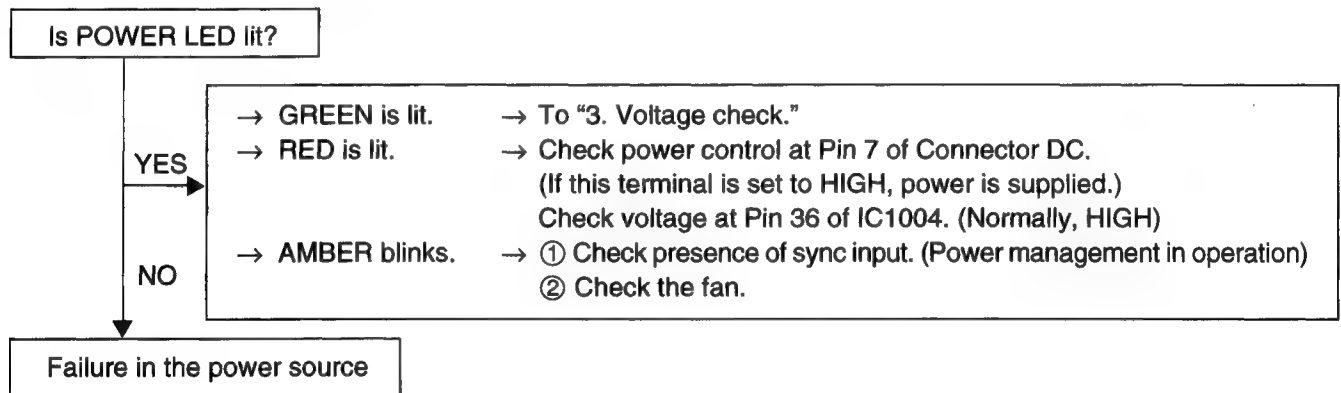 Is POWER LED lit?
YES
→ GREEN is lit. → To “3. Voltage check.”
→ RED is lit. → Check power control at Pin 7 of Connector DC.
(If this terminal is set to HIGH, power is supplied.)
Check voltage at Pin 36 of IC1004. (Normally, HIGH)
→ AMBER blinks. → ① Check presence of sync input. (Power management in operation)
② Check the fan.
NO
Failure in the power source